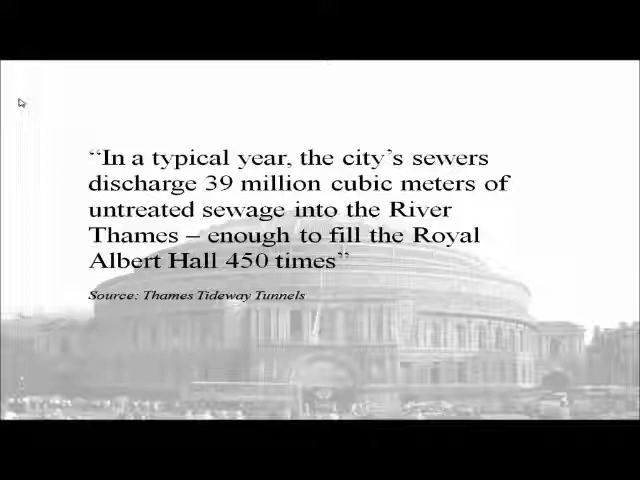 “In a typical year, the city’s sewers
discharge 39 million cubic meters of
untreated sewage into the River
Thames – enough to fill the Royal
Albert Hall 450 times”
Source: Thames Tideway Tunnels